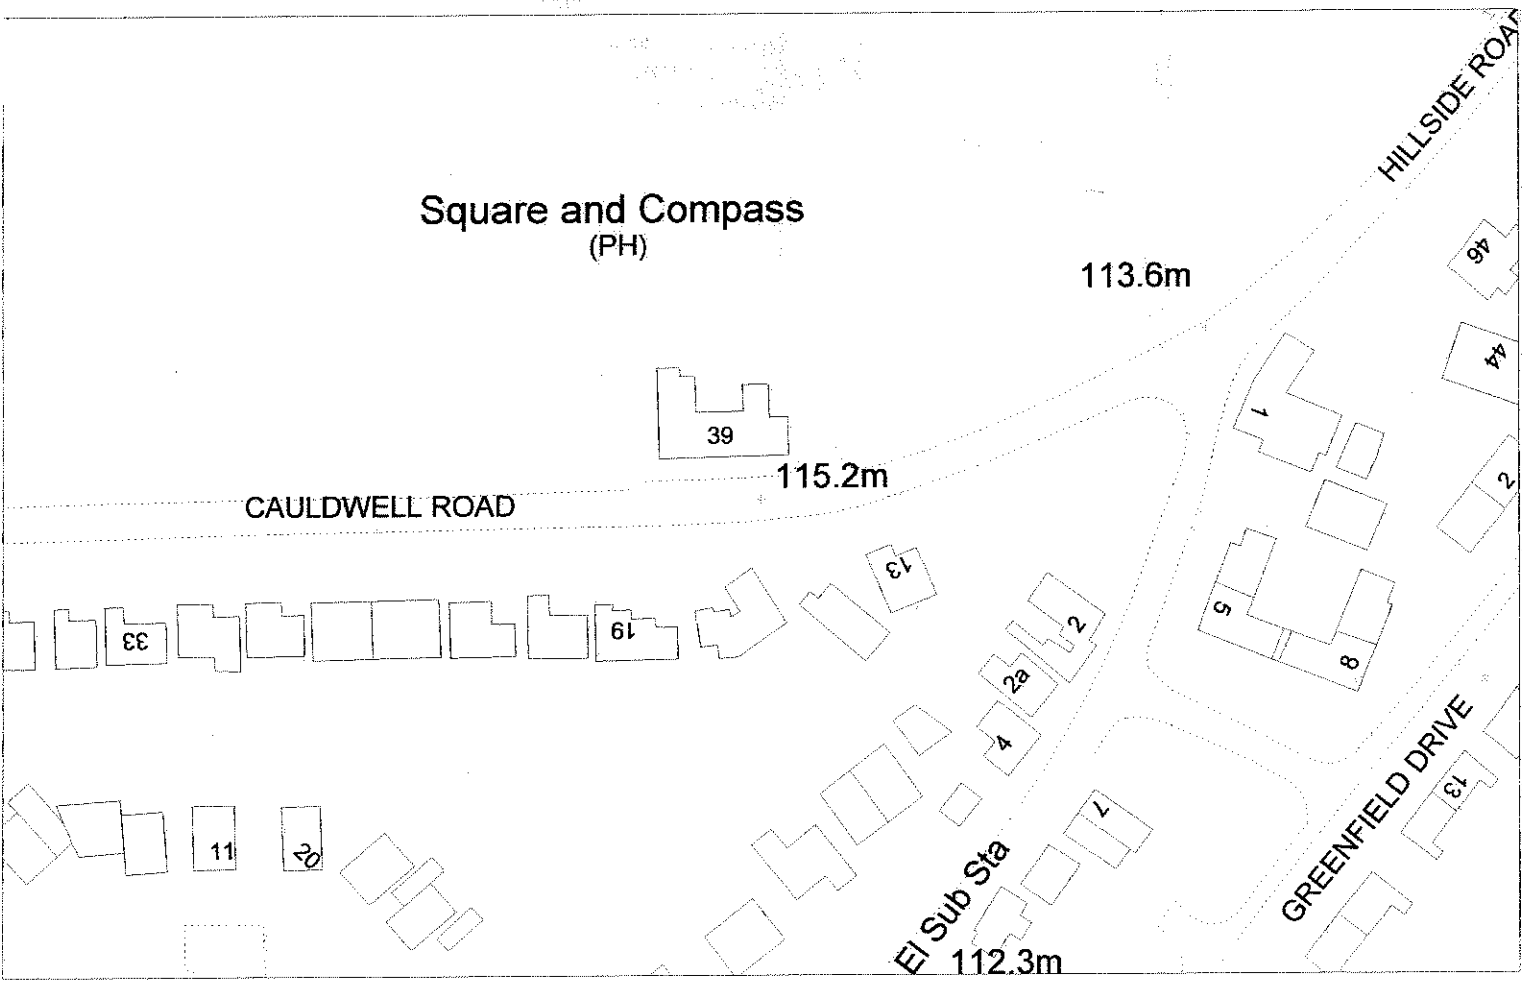 HILLSIDE ROAD
Square and Compass
(PH)
113.6m
46
44
1
39
2
115.2m
CAULDWELL ROAD
13
33
19
2
5
8
2a
4
GREENFIELD DRIVE
13
7
11
20
El Sub Sta
112.3m